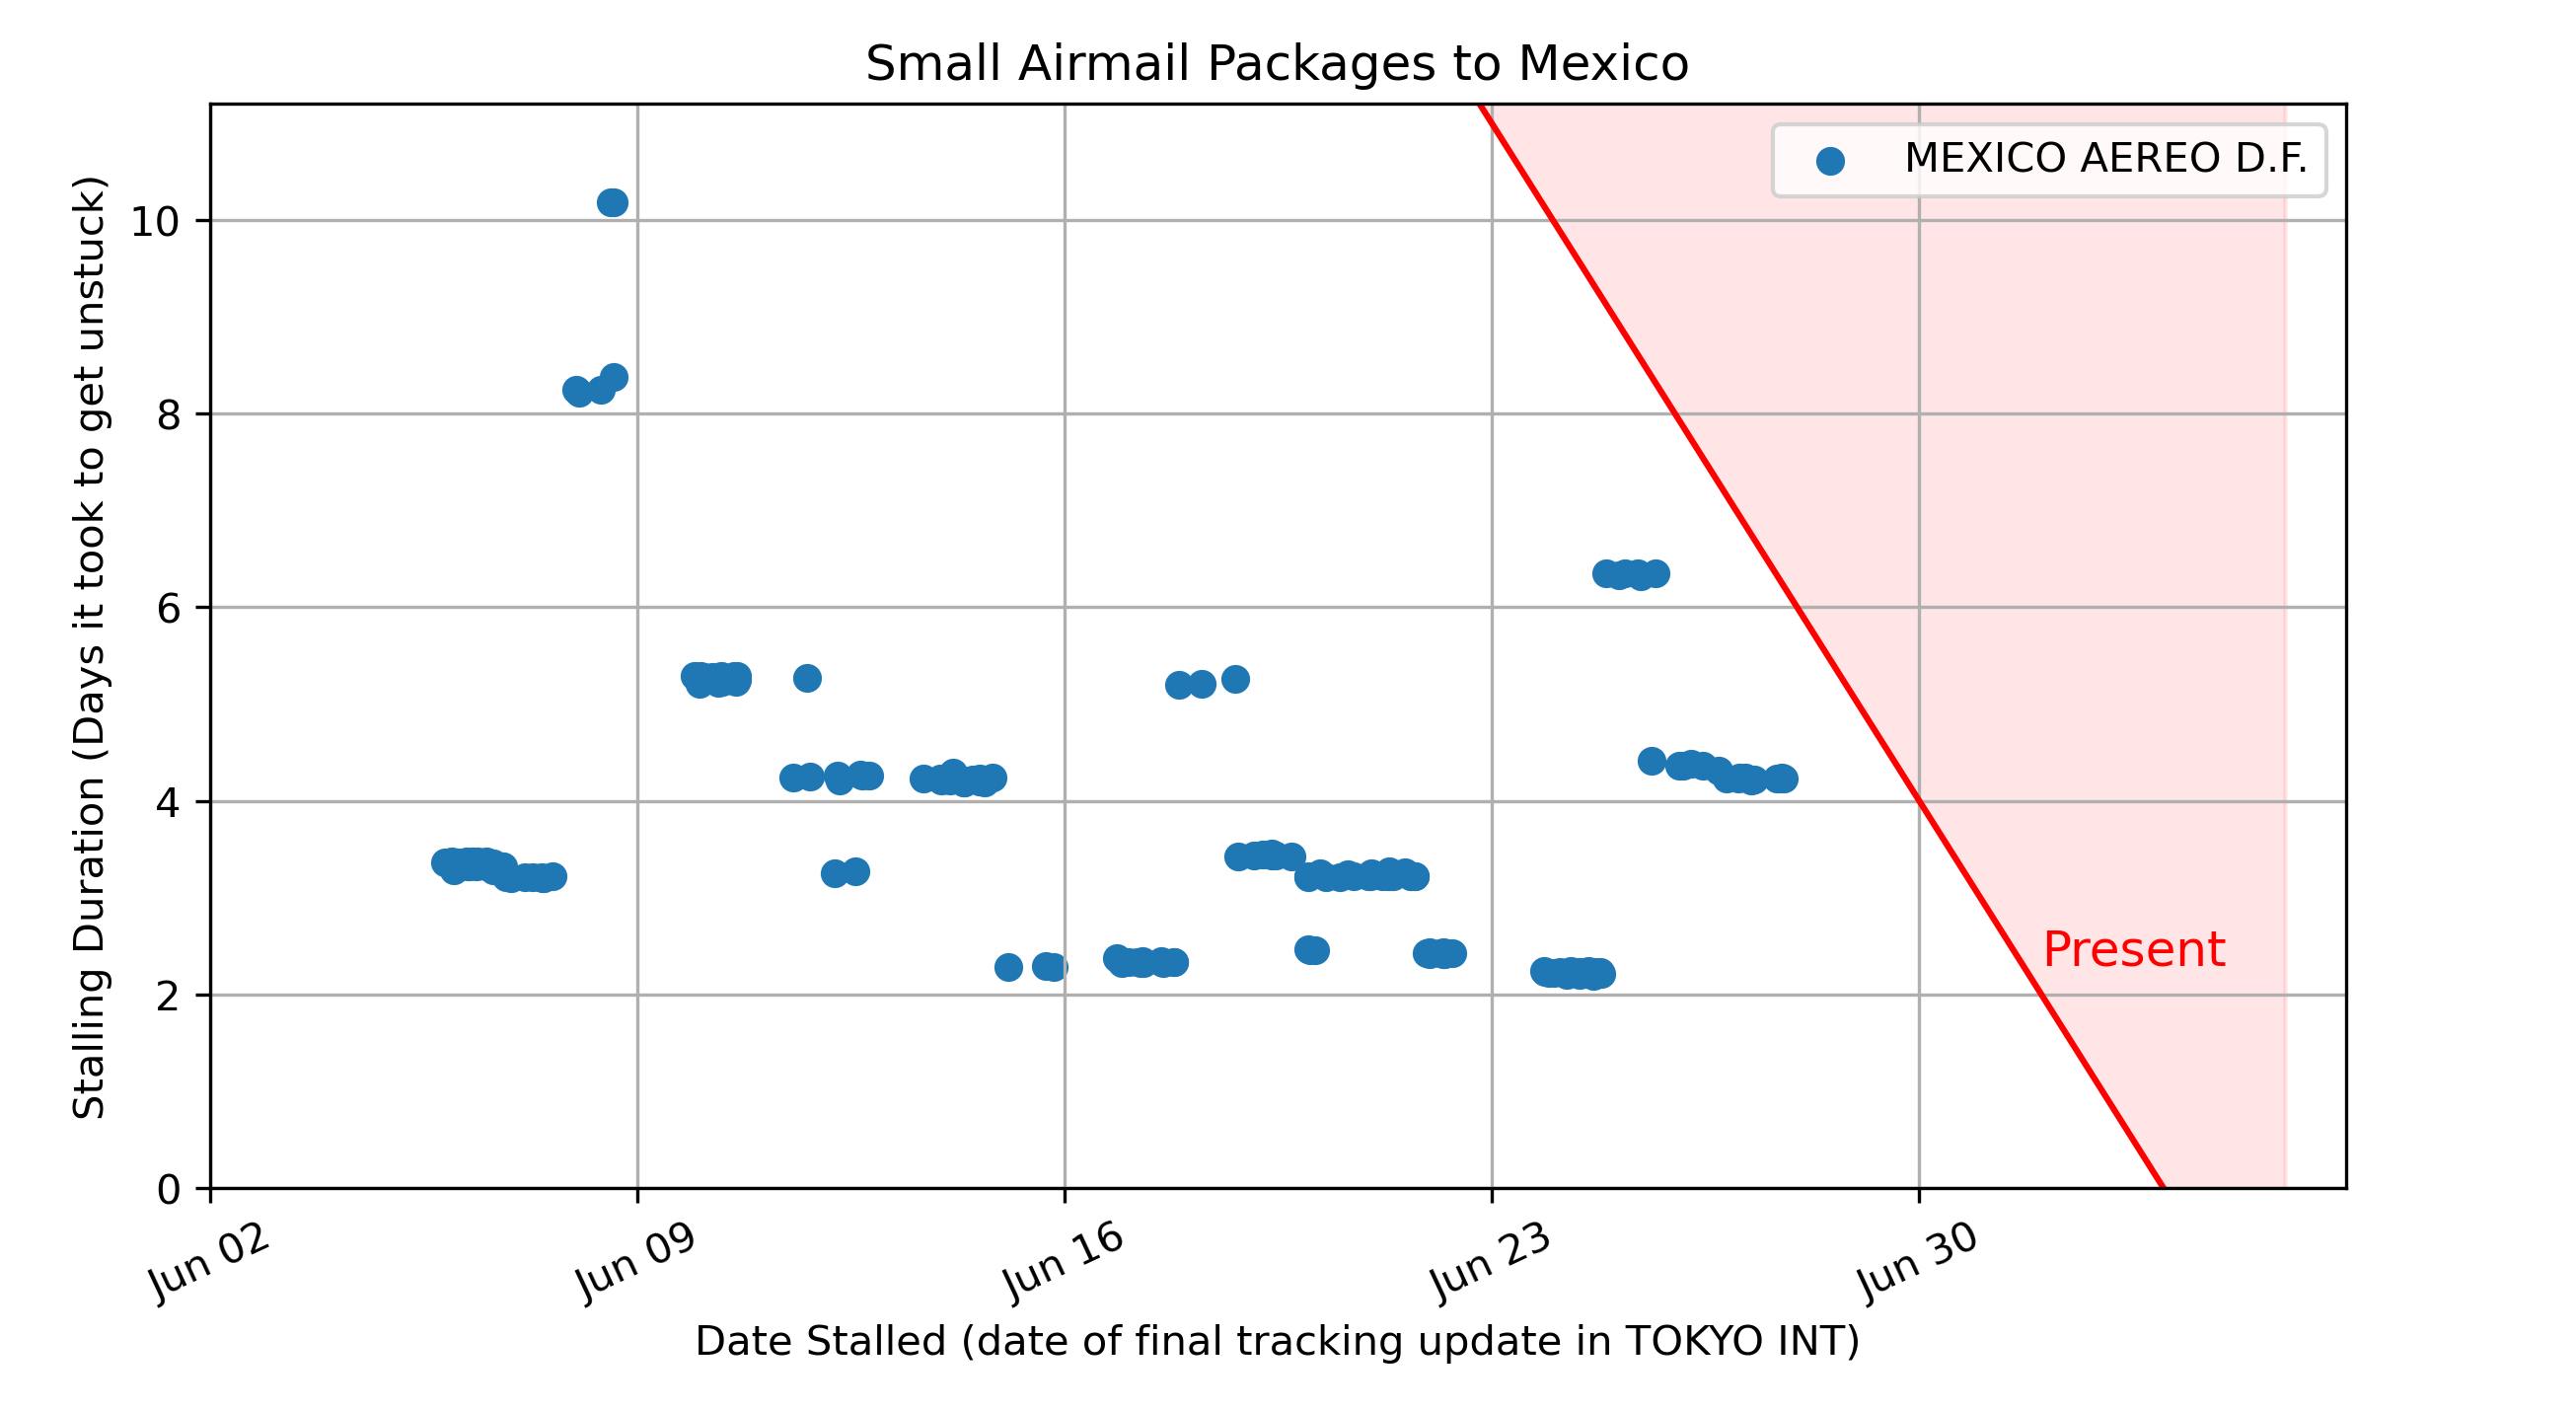 Small Airmail Packages to Mexico
MEXICO AEREO D.F.
Stalling Duration (Days it took to get unstuck)
10
8
6
4
2
0
Present
Jun 02
Jun 09
Jun 16
Jun 23
Jun 30
Date Stalled (date of final tracking update in TOKYO INT)